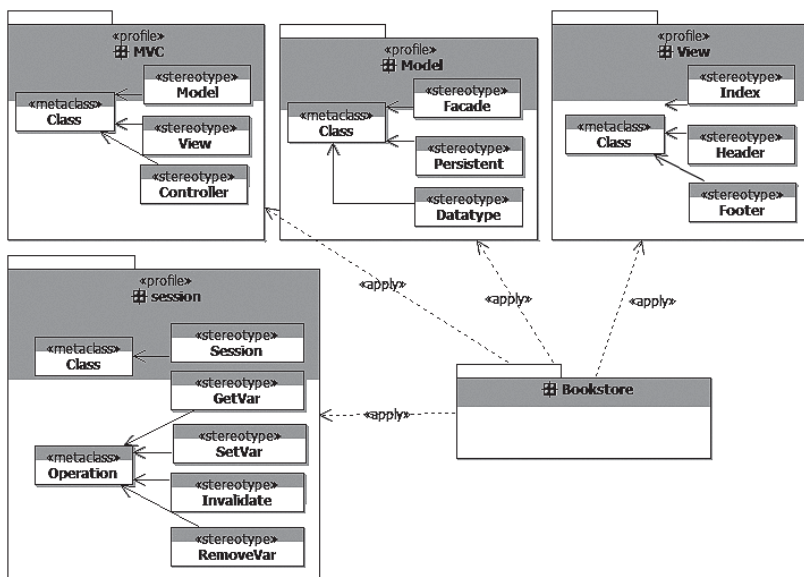 «profile»
MVC
«stereotype»
Model
«metaclass»
Class
«stereotype»
View
«stereotype»
Controller
«profile»
Model
«stereotype»
Facade
«metaclass»
Class
«stereotype»
Persistent
«stereotype»
Datatype
«profile»
View
«stereotype»
Index
«metaclass»
Class
«stereotype»
Header
«stereotype»
Footer
«apply»
«apply»
«apply»
«profile»
session
«stereotype»
Session
«metaclass»
Class
«stereotype»
GetVar
«stereotype»
SetVar
«metaclass»
Operation
«stereotype»
Invalidate
«stereotype»
RemoveVar
«apply»
Bookstore